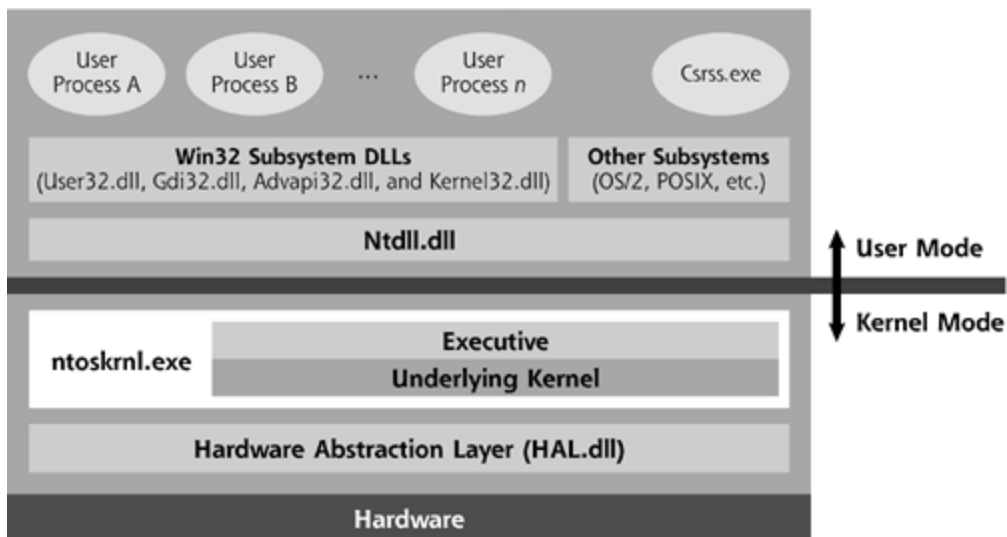 User
Process A
User
Process B
...
User
Process n
Csrss.exe
Win32 Subsystem DLLs
(User32.dll, Gdi32.dll, Advapi32.dll, and Kernel32.dll)
Other Subsystems
(OS/2, POSIX, etc.)
Ntdll.dll
User Mode
Kernel Mode
ntoskrnl.exe
Executive
Underlying Kernel
Hardware Abstraction Layer (HAL.dll)
Hardware